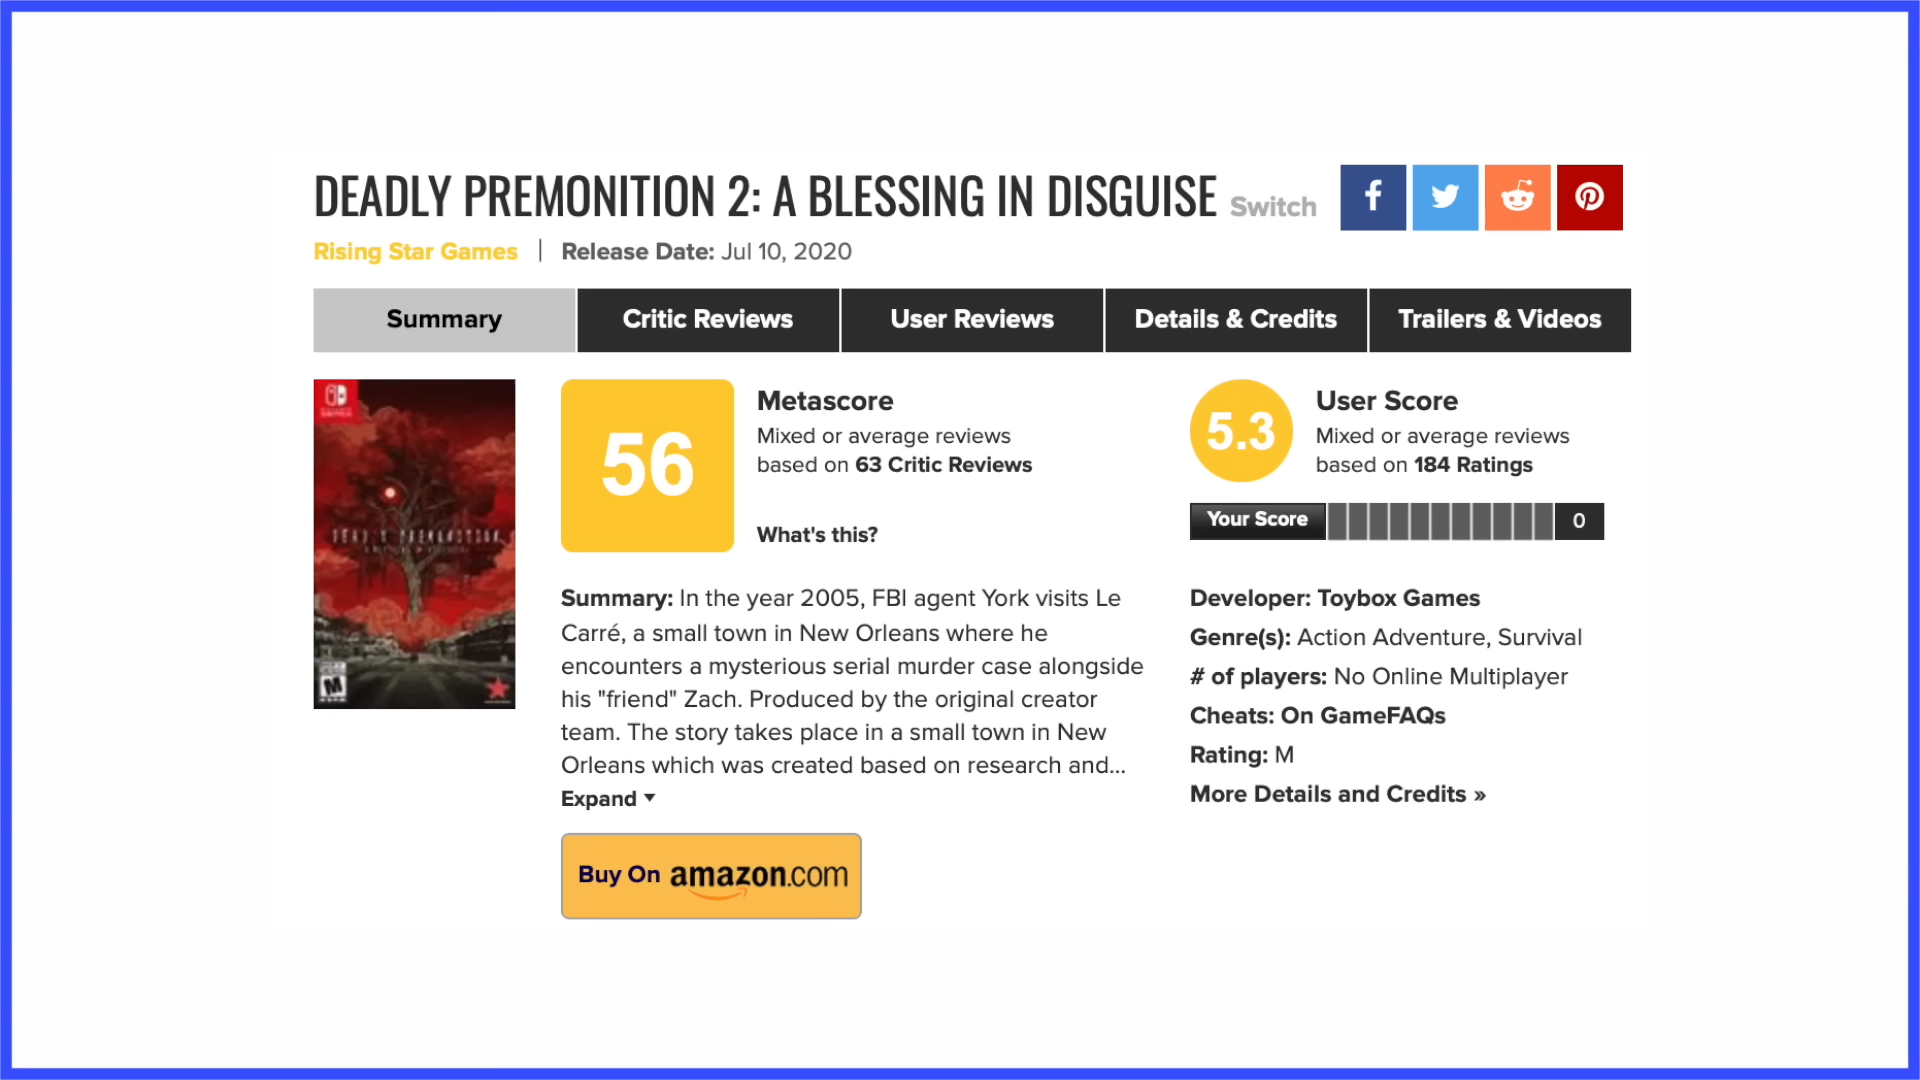 DEADLY PREMONITION 2: A BLESSING IN DISGUISE Switch
Rising Star Games | Release Date: Jul 10, 2020
Summary
Critic Reviews
User Reviews
Details & Credits
Trailers & Videos
56
Metascore
Mixed or average reviews
based on 63 Critic Reviews
What's this?
5.3
User Score
Mixed or average reviews
based on 184 Ratings
Your Score
0
DEADLY PREMONITION
M
Summary: In the year 2005, FBI agent York visits Le
Carré, a small town in New Orleans where he
encounters a mysterious serial murder case alongside
his "friend" Zach. Produced by the original creator
team. The story takes place in a small town in New
Orleans which was created based on research and...
Expand
Buy On amazon.com
Developer: Toybox Games
Genre(s): Action Adventure, Survival
# of players: No Online Multiplayer
Cheats: On GameFAQs
Rating: M
More Details and Credits »